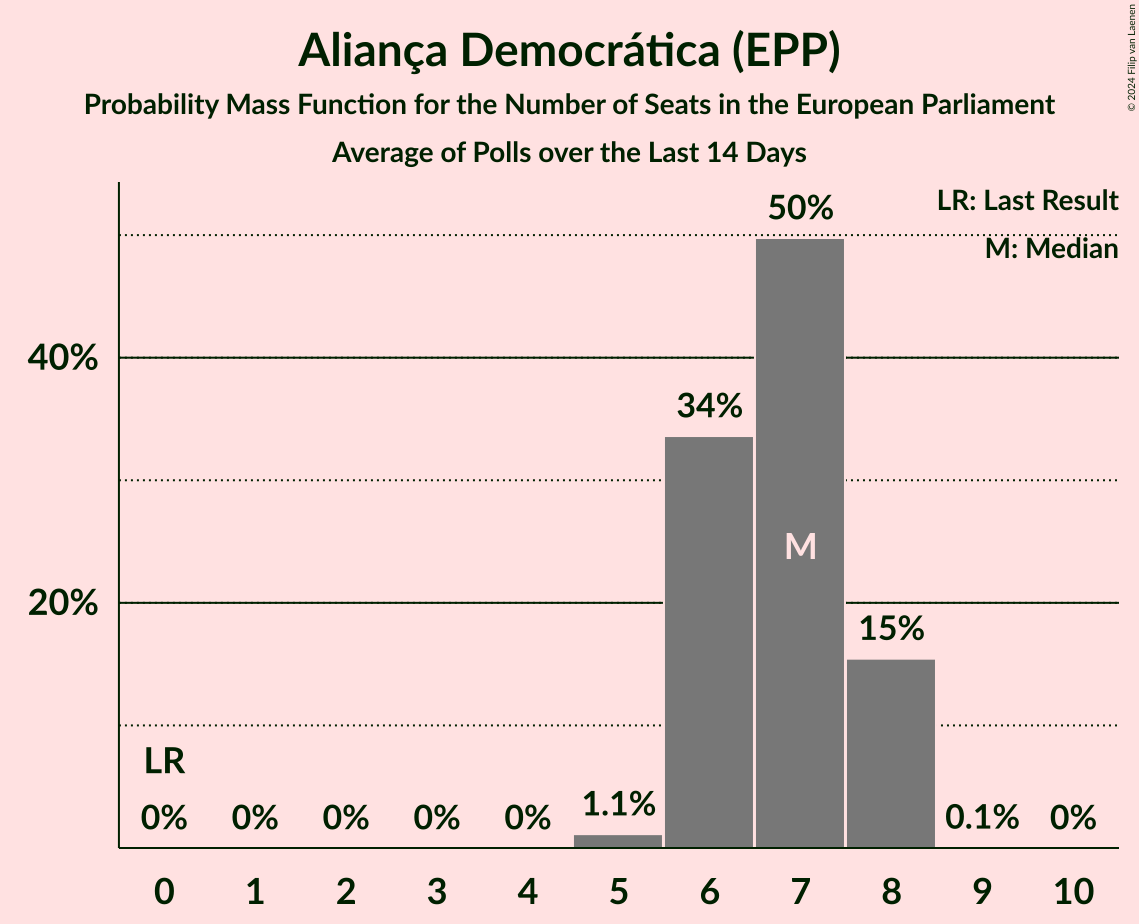 Aliança Democrática (EPP)
Probability Mass Function for the Number of Seats in the European Parliament
Average of Polls over the Last 14 Days
© 2024 Filip van Laenen
LR: Last Result
M: Median
50%
40%
34%
M
20%
15%
LR
0% 0% 0% 0% 0% 1.1% 0.1% 0%
0 1 2 3 4 5 6 7 8 9 10